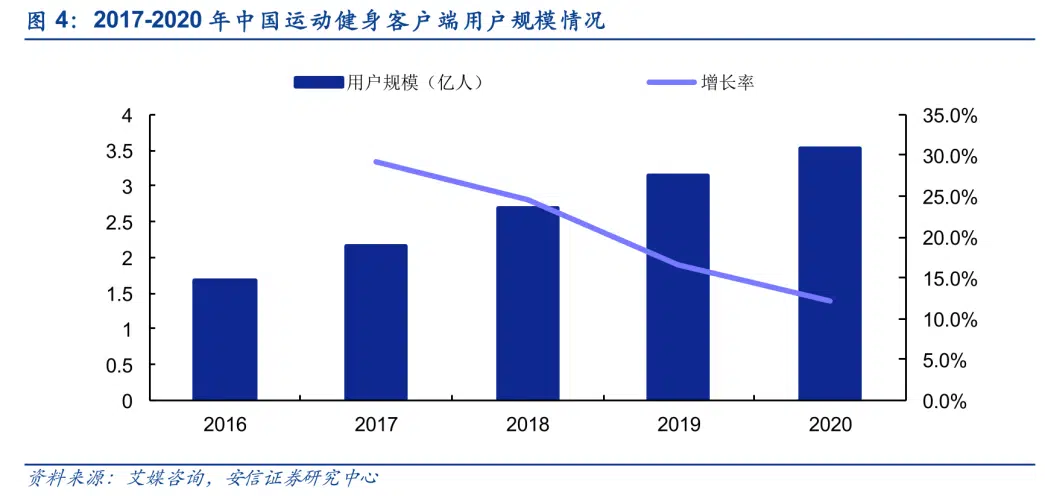 图 4：2017-2020 年中国运动健身客户端用户规模情况
用户规模（亿人） 增长率
4 35.0%
3.5 30.0%
3 25.0%
2.5 20.0%
2 15.0%
1.5 10.0%
1 5.0%
0.5 0.0%
0
2016 2017 2018 2019 2020
资料来源：艾媒咨询，安信证券研究中心